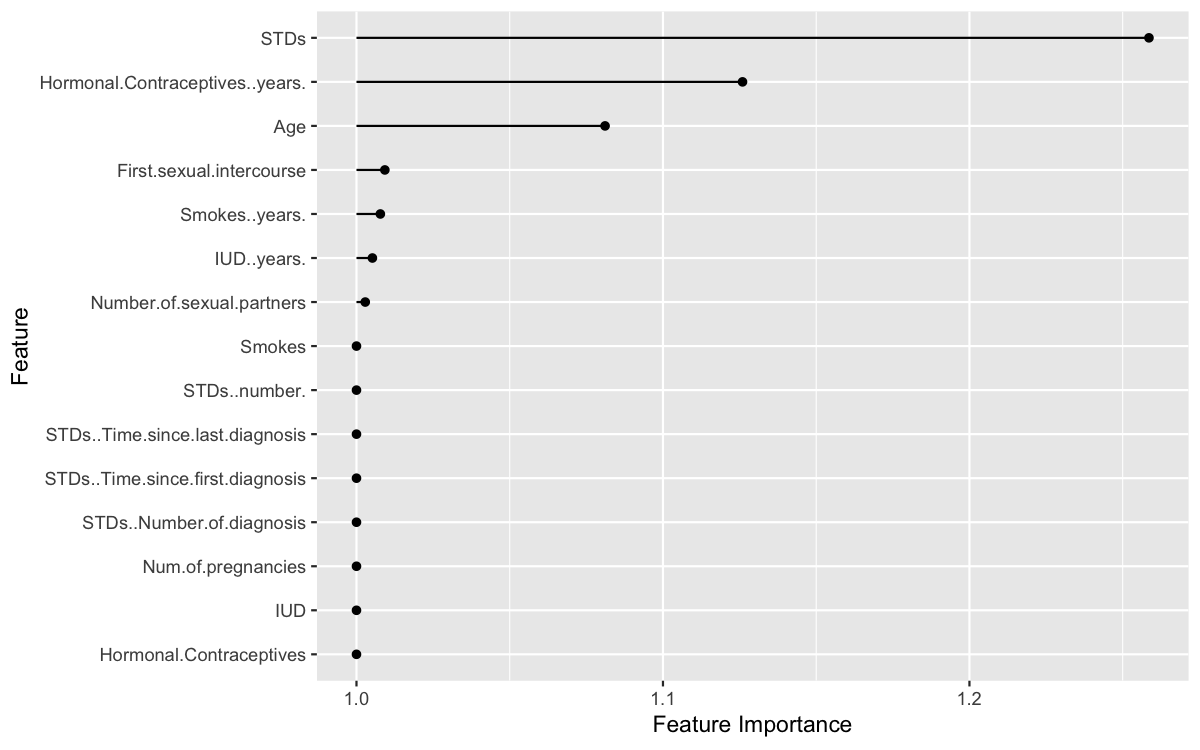 STDs
Hormonal.Contraceptives..years.
Age
First.sexual.intercourse
Smokes..years.
IUD..years.
Number.of.sexual.partners
Smokes
STDs..number.
STDs..Time.since.last.diagnosis
STDs..Time.since.first.diagnosis
STDs..Number.of.diagnosis
Num.of.pregnancies
IUD
Hormonal.Contraceptives
Feature
1.0 1.1 1.2
Feature Importance